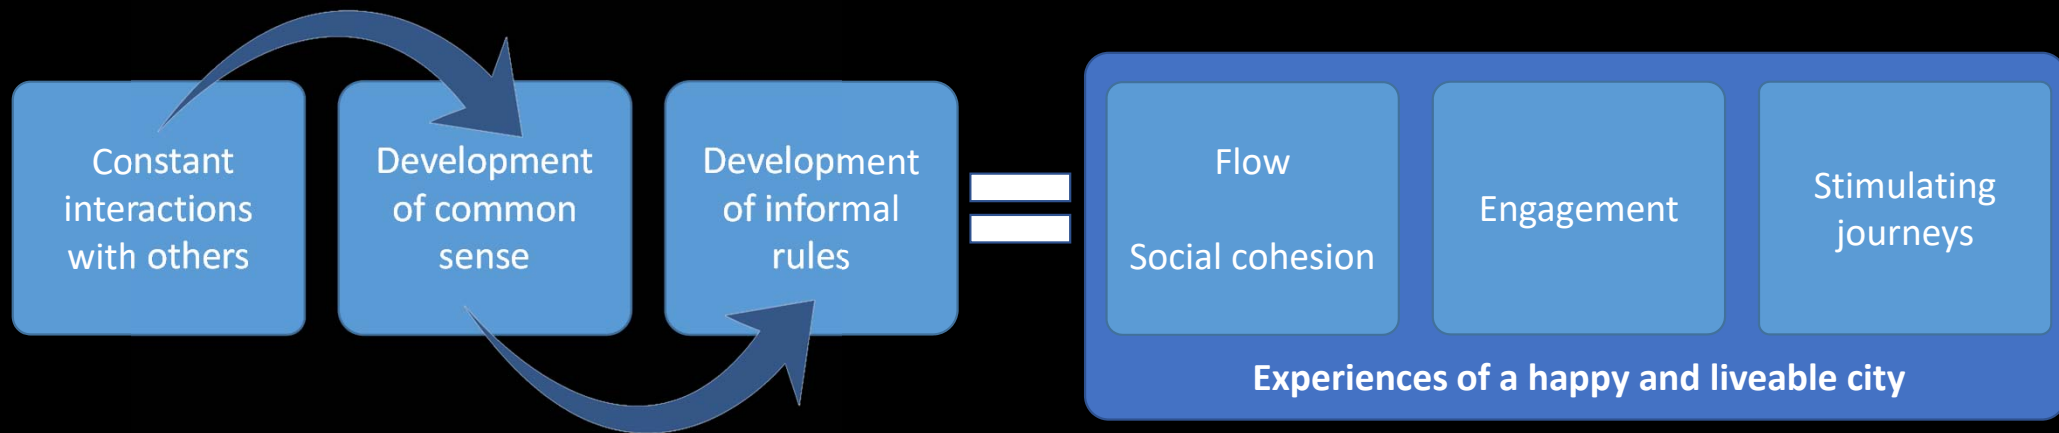 Constant
interactions
with others
Development
of common
sense
Development
of informal
rules
Flow
Social cohesion
Engagement
Stimulating
journeys
Experiences of a happy and liveable city